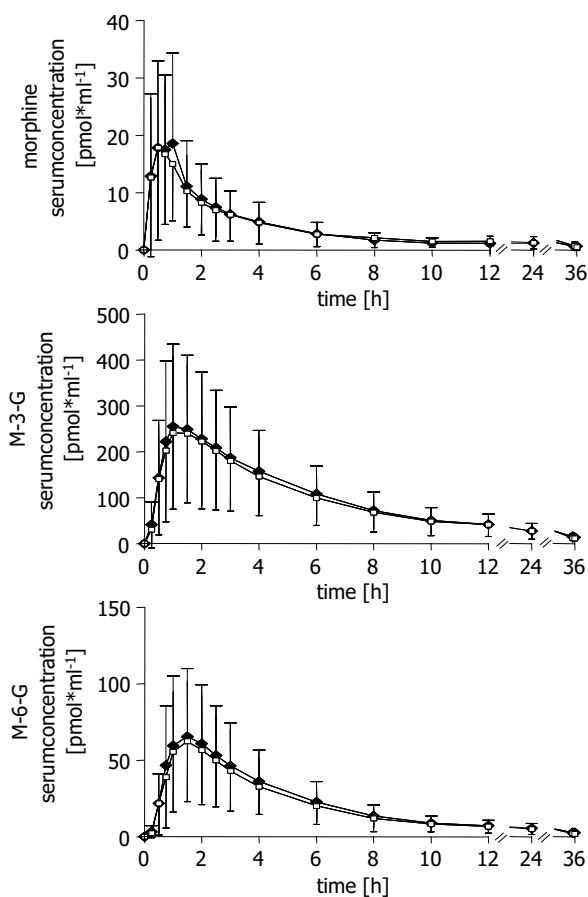 morphine
serumconcentration
[pmol*ml-1]
40
30
20
10
0
0 2 4 6 8 10 12 24 36
time [h]
M-3-G
serumconcentration
[pmol*ml-1]
500
400
300
200
100
0
0 2 4 6 8 10 12 24 36
time [h]
M-6-G
serumconcentration
[pmol*ml-1]
150
100
50
0
0 2 4 6 8 10 12 24 36
time [h]